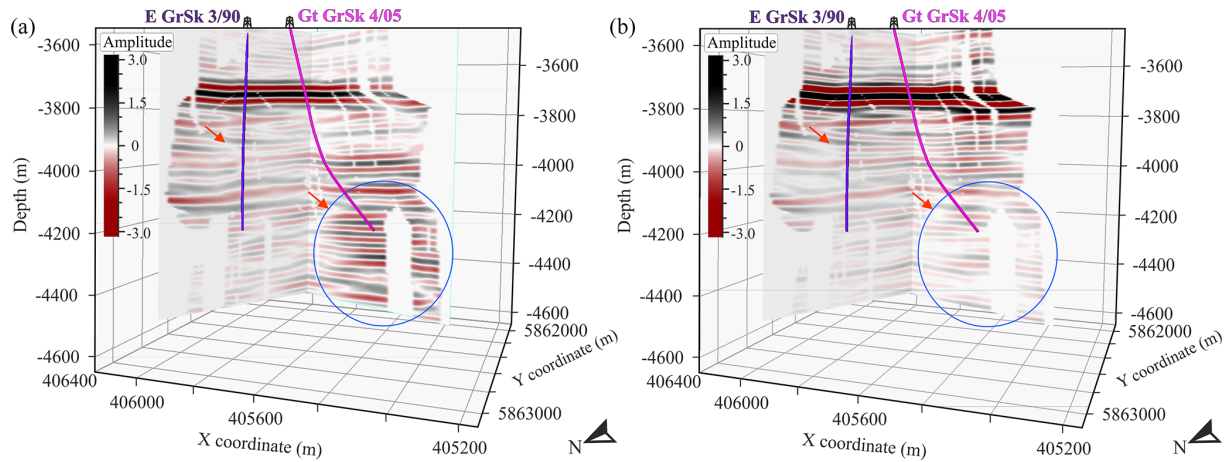 (a)
E GrSk 3/90
Gt GrSk 4/05
Amplitude
3.0
1.5
0
-1.5
-3.0
Depth (m)
-3600
-3800
-4000
-4200
-4400
-4600
-3600
-3800
-4000
-4200
-4400
-4600
5862000
5863000
Y coordinate (m)
406400
406000
405600
405200
X coordinate (m)
N
(b)
E GrSk 3/90
Gt GrSk 4/05
Amplitude
3.0
1.5
0
-1.5
-3.0
Depth (m)
-3600
-3800
-4000
-4200
-4400
-4600
-3600
-3800
-4000
-4200
-4400
-4600
5862000
5863000
Y coordinate (m)
406400
406000
405600
405200
X coordinate (m)
N